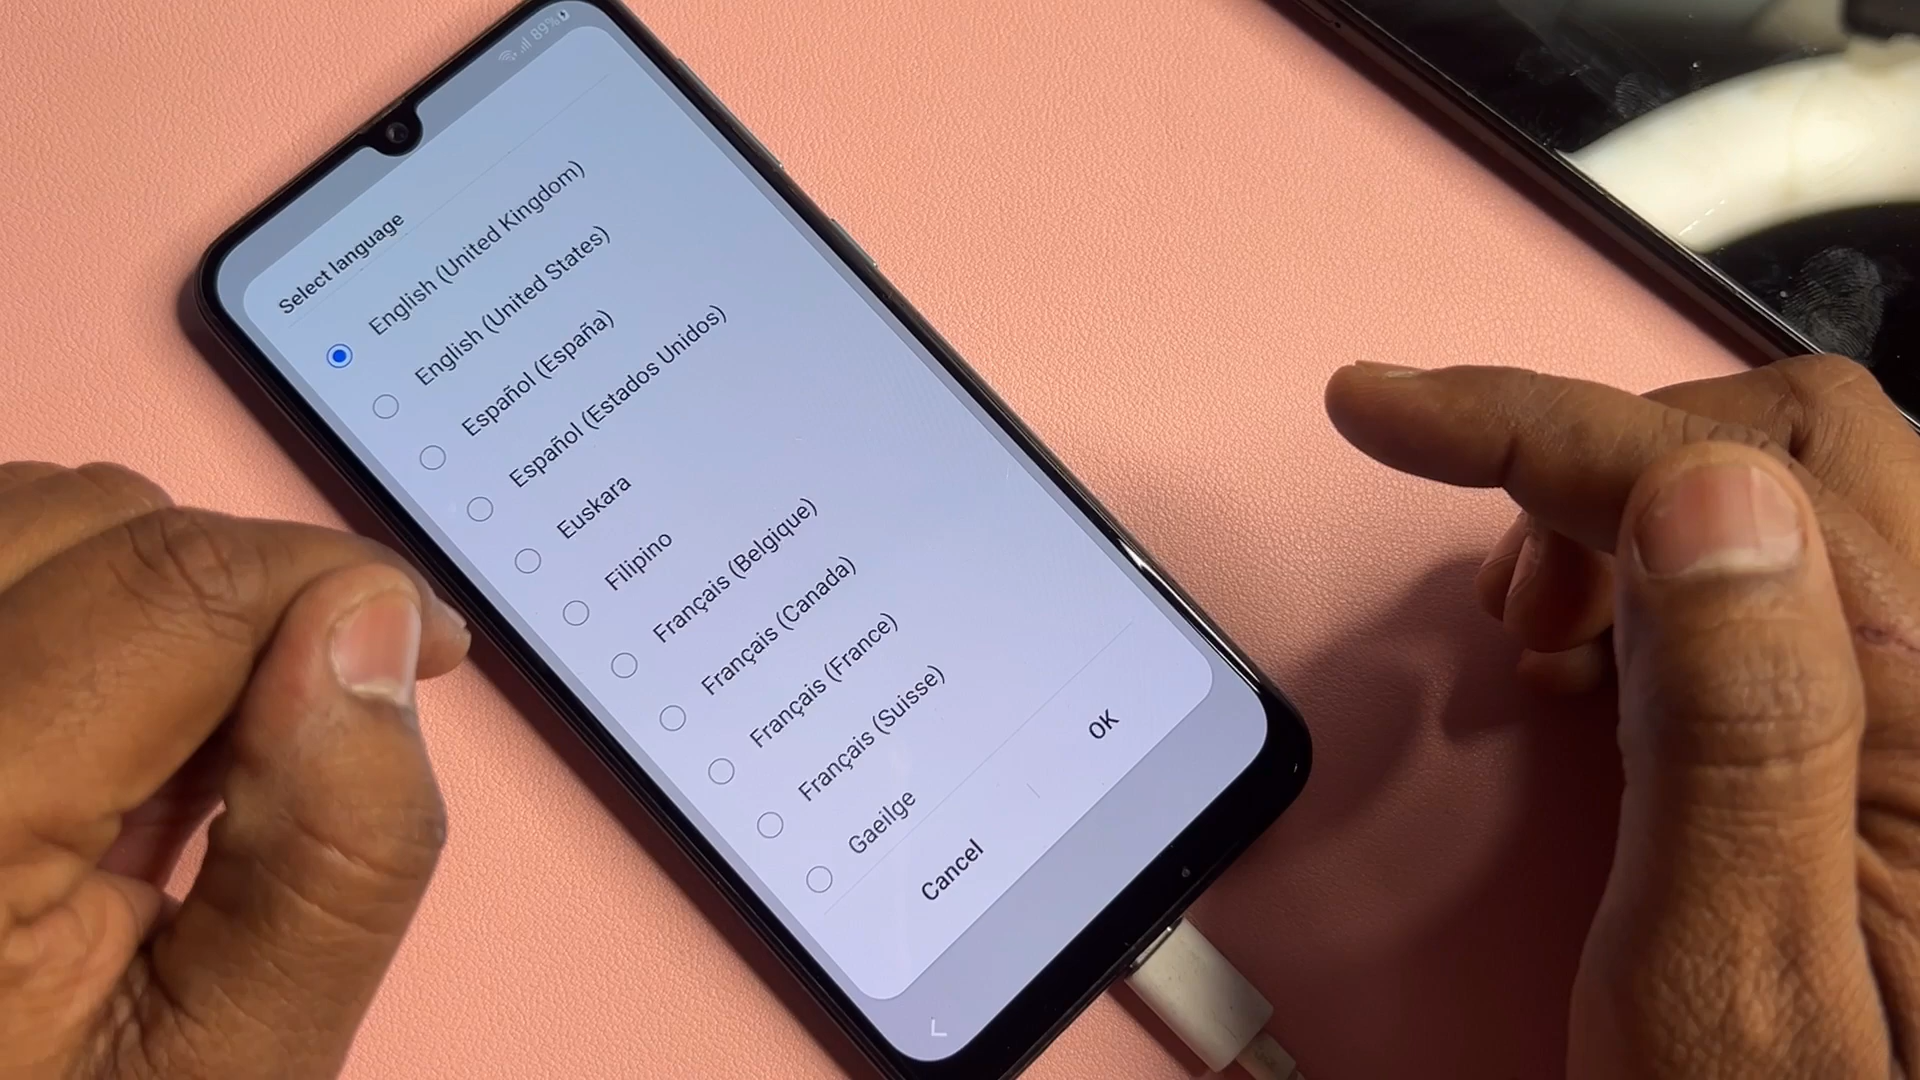 89%
Select language
English (United Kingdom)
English (United States)
Español (España)
Español (Estados Unidos)
Euskara
Filipino
Français (Belgique)
Français (Canada)
Français (France)
Français (Suisse)
Gaeilge
Cancel
OK